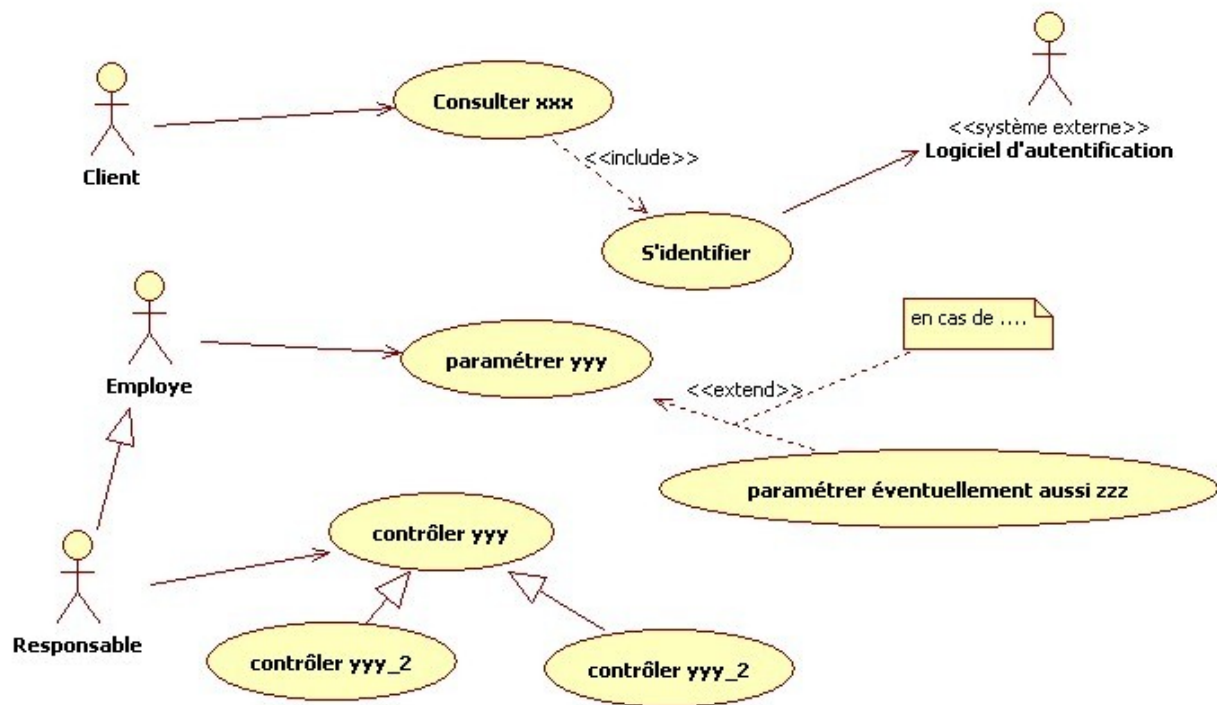 Consulter xxx
<<système externe>>
Logiciel d'autentification
Client
<<include>>
S'identifier
en cas de ....
paramétrer yyy
Employe
<<extend>>
paramétrer éventuellement aussi zzz
contrôler yyy
Responsable
contrôler yyy_2
contrôler yyy_2